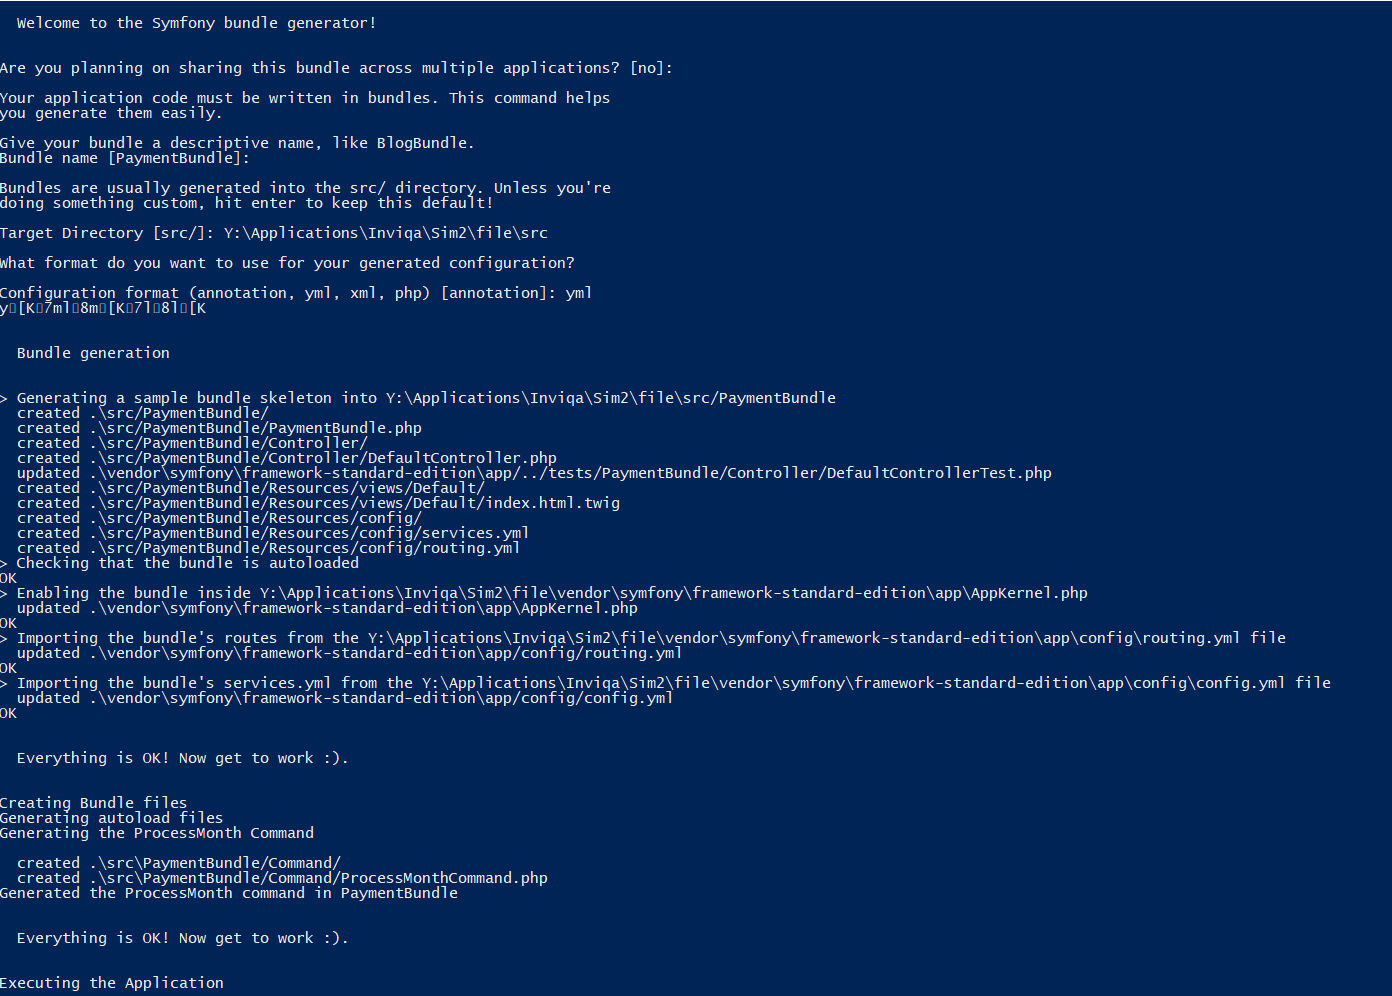 Welcome to the Symfony bundle generator!
Are you planning on sharing this bundle across multiple applications? [no]:
Your application code must be written in bundles. This command helps
you generate them easily.
Give your bundle a descriptive name, like BlogBundle.
Bundle name [PaymentBundle]:
Bundles are usually generated into the src/ directory. Unless you're
doing something custom, hit enter to keep this default!
Target Directory [src/]: Y:\Applications\Inviqa\Sim2\file\src
What format do you want to use for your generated configuration?
Configuration format (annotation, yml, xml, php) [annotation]: yml
y▯[K▯7ml▯8m▯[K▯7l▯8l▯[K
Bundle generation
> Generating a sample bundle skeleton into Y:\Applications\Inviqa\Sim2\file\src/PaymentBundle
created .\src/PaymentBundle/
created .\src/PaymentBundle/PaymentBundle.php
created .\src/PaymentBundle/Controller/
created .\src/PaymentBundle/Controller/DefaultController.php
updated .\vendor\symfony\framework-standard-edition\app/../tests/PaymentBundle/Controller/DefaultControllerTest.php
created .\src/PaymentBundle/Resources/views/Default/
created .\src/PaymentBundle/Resources/views/Default/index.html.twig
created .\src/PaymentBundle/Resources/config/
created .\src/PaymentBundle/Resources/config/services.yml
created .\src/PaymentBundle/Resources/config/routing.yml
> Checking that the bundle is autoloaded
OK
> Enabling the bundle inside Y:\Applications\Inviqa\Sim2\file\vendor\symfony\framework-standard-edition\app\AppKernel.php
updated .\vendor\symfony\framework-standard-edition\app\AppKernel.php
OK
> Importing the bundle's routes from the Y:\Applications\Inviqa\Sim2\file\vendor\symfony\framework-standard-edition\app\config\routing.yml file
updated .\vendor\symfony\framework-standard-edition\app/config/routing.yml
OK
> Importing the bundle's services.yml from the Y:\Applications\Inviqa\Sim2\file\vendor\symfony\framework-standard-edition\app\config\config.yml file
updated .\vendor\symfony\framework-standard-edition\app/config/config.yml
OK
Everything is OK! Now get to work :).
Creating Bundle files
Generating autoload files
Generating the ProcessMonth Command
created .\src\PaymentBundle/Command/
created .\src\PaymentBundle/Command/ProcessMonthCommand.php
Generated the ProcessMonth command in PaymentBundle
Everything is OK! Now get to work :).
Executing the Application